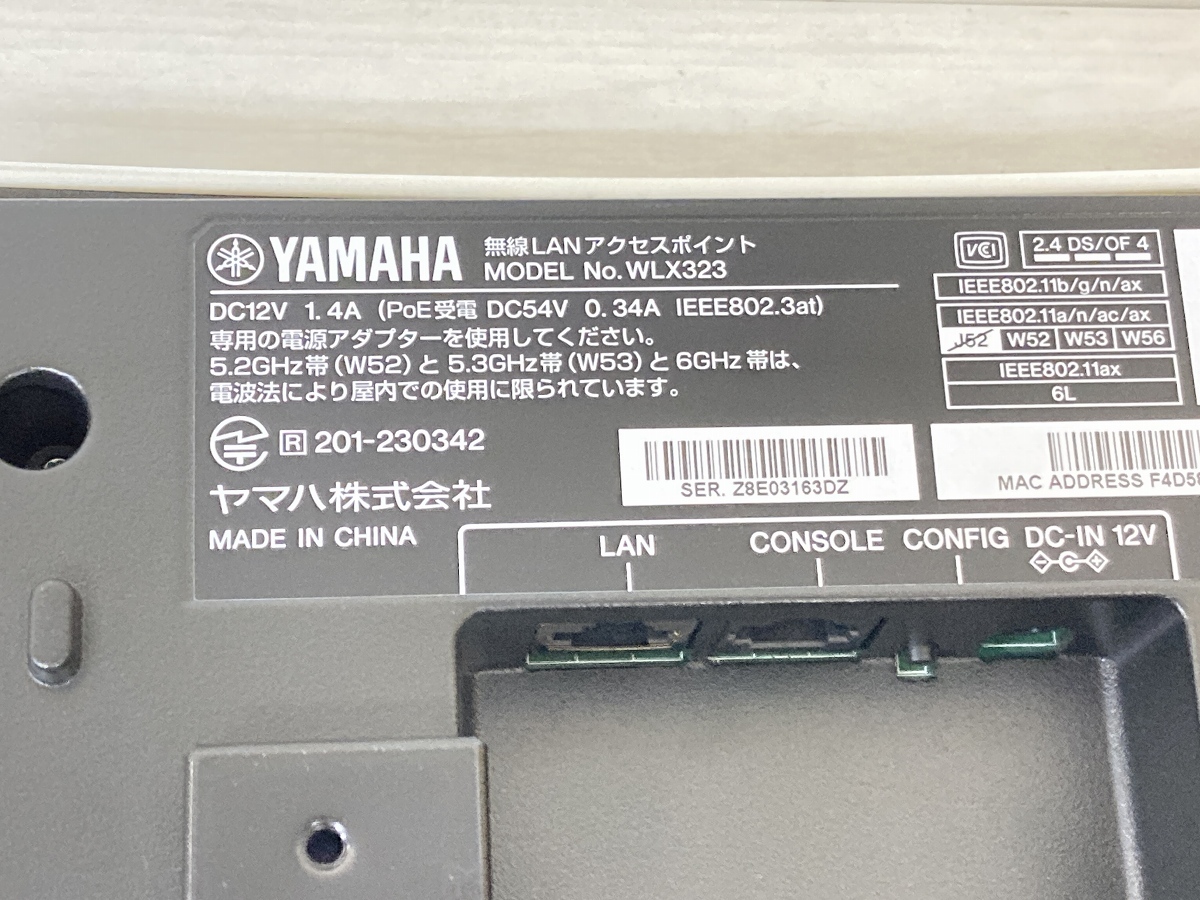 YAMAHA
無線LANアクセスポイント
MODEL No. WLX323
DC12V 1.4A (PoE受電 DC54V 0.34A IEEE802.3at)
専用の電源アダプターを使用してください。
5.2GHz帯(W52)と5.3GHz帯(W53)と6GHz帯は、
電波法により屋内での使用に限られています。
R 201-230342
ヤマハ株式会社
MADE IN CHINA
VCCI
2.4 DS/OF 4
IEEE802.11b/g/n/ax
IEEE802.11a/n/ac/ax
J52 W52 W53 W56
IEEE802.11ax
6L
SER. Z8E03163DZ
MAC ADDRESS F4D58
LAN
CONSOLE
CONFIG
DC-IN 12V